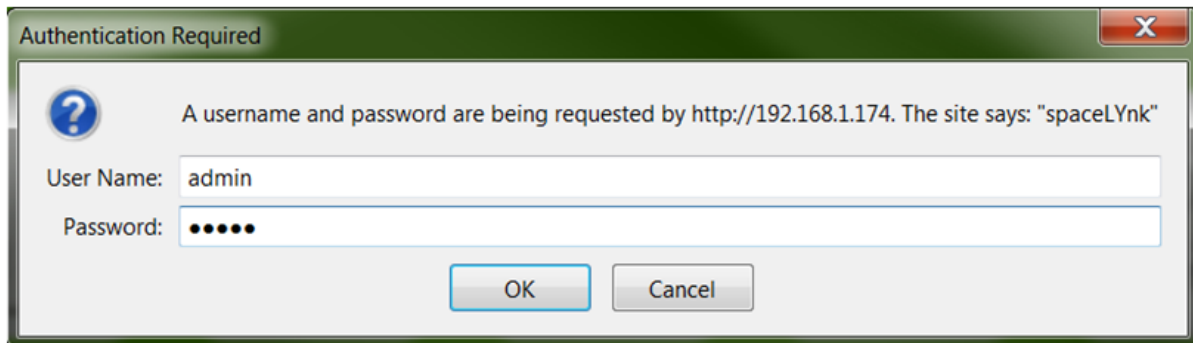 Authentication Required
A username and password are being requested by http://192.168.1.174. The site says: "spaceLYnk"
User Name: admin
Password: •••••
OK Cancel